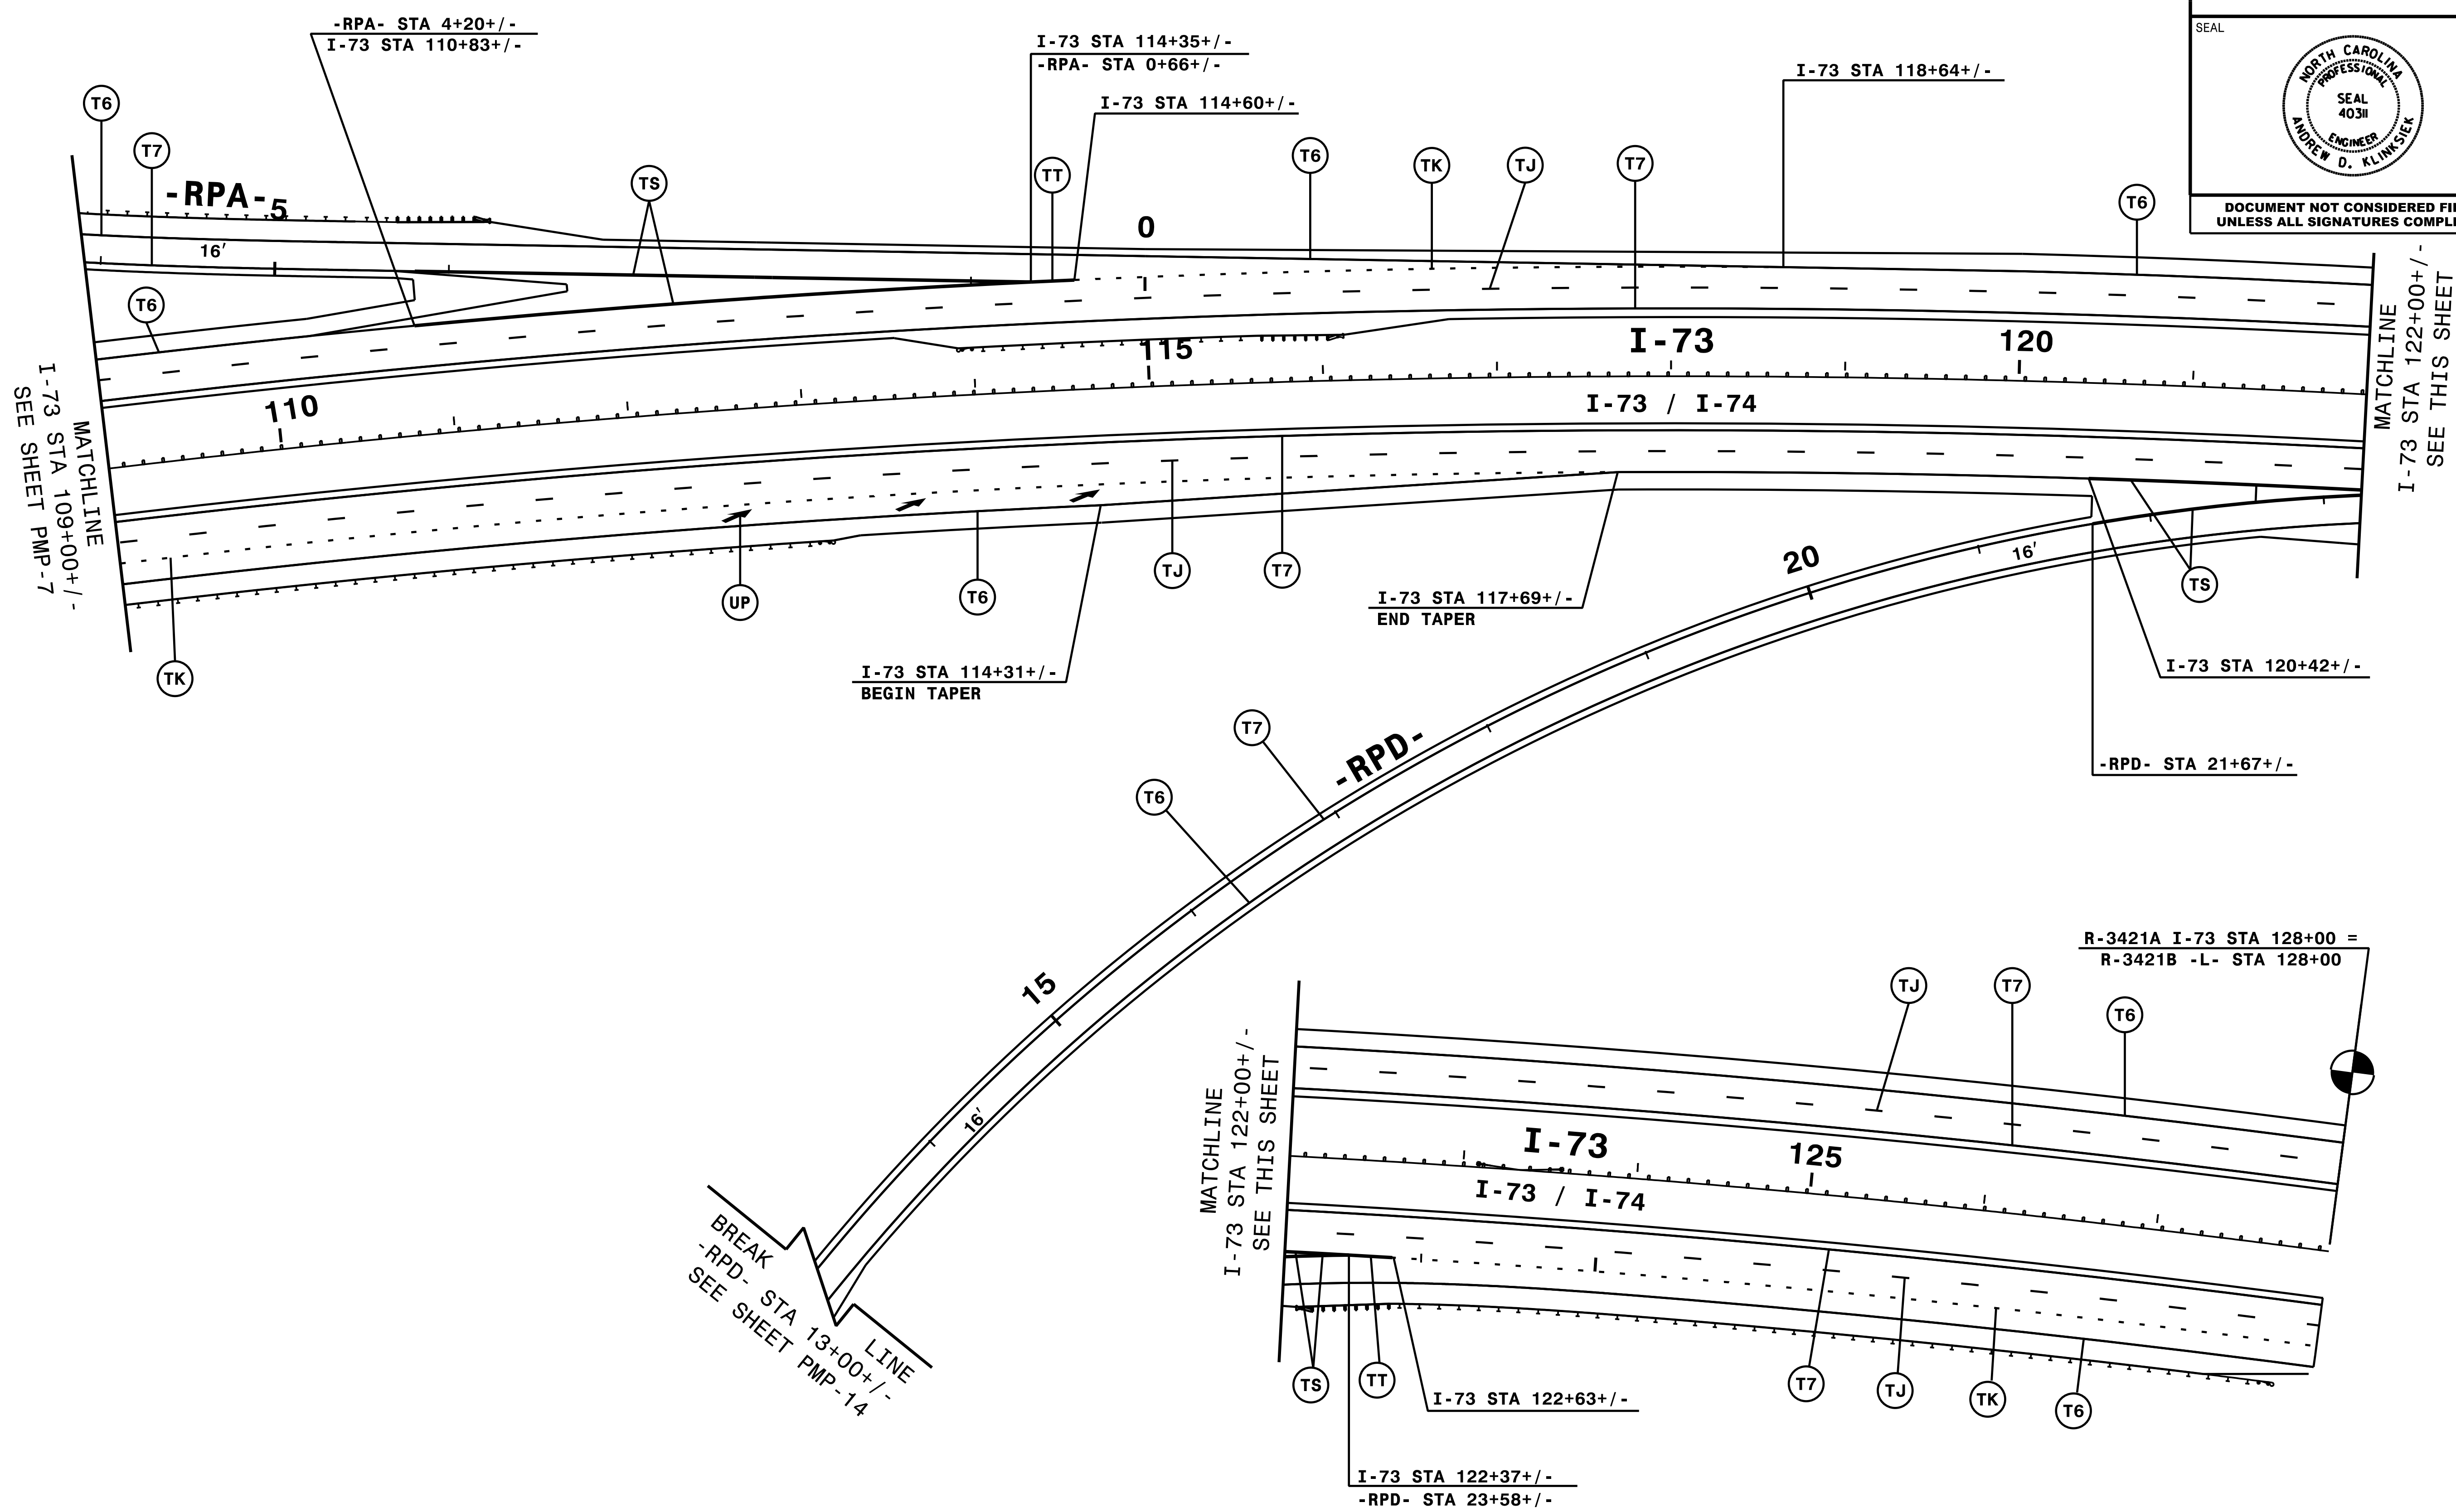 -RPA- STA 4+20+/-
I-73 STA 110+83+/-
I-73 STA 114+35+/-
-RPA- STA 0+66+/-
I-73 STA 114+60+/-
I-73 STA 118+64+/-
SEAL
NORTH CAROLINA
PROFESSIONAL
SEAL
40311
ENGINEER
ANDREW D. KLINKSIEK
DOCUMENT NOT CONSIDERED
UNLESS ALL SIGNATURES
T6
T7
TS
TT
T6
TK
TJ
T7
T6
-RPA-
5
0
16'
T6
115
I-73
120
110
I-73 / I-74
MATCHLINE
I-73 STA 109+00+/-
SEE SHEET PMP-7
MATCHLINE
I-73 STA 122+00+/-
SEE THIS SHEET
TK
UP
T6
TJ
T7
I-73 STA 114+31+/-
BEGIN TAPER
I-73 STA 117+69+/-
END TAPER
20
16'
TS
I-73 STA 120+42+/-
-RPD- STA 21+67+/-
T7
-RPD-
T6
15
16'
BREAK LINE
-RPD- STA 13+00+/-
SEE SHEET PMP-14
R-3421A I-73 STA 128+00 =
R-3421B -L- STA 128+00
TJ
T7
T6
MATCHLINE
I-73 STA 122+00+/-
SEE THIS SHEET
I-73
125
I-73 / I-74
TS
TT
T7
TJ
TK
T6
I-73 STA 122+63+/-
I-73 STA 122+37+/-
-RPD- STA 23+58+/-